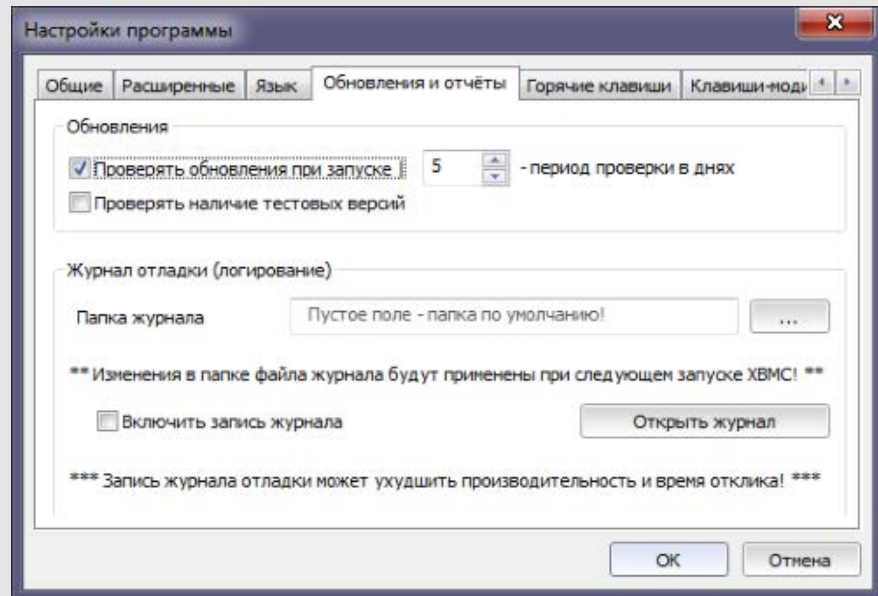 Настройки программы
Общие Расширенные Язык Обновления и отчёты Горячие клавиши Клавиши-моди
Обновления
Проверять обновления при запуске 5 - период проверки в днях
Проверять наличие тестовых версий
Журнал отладки (логирование)
Папка журнала Пустое поле - папка по умолчанию! ...
** Изменения в папке файла журнала будут применены при следующем запуске ХВМС! **
Включить запись журнала Открыть журнал
*** Запись журнала отладки может ухудшить производительность и время отклика! ***
ОК Отмена